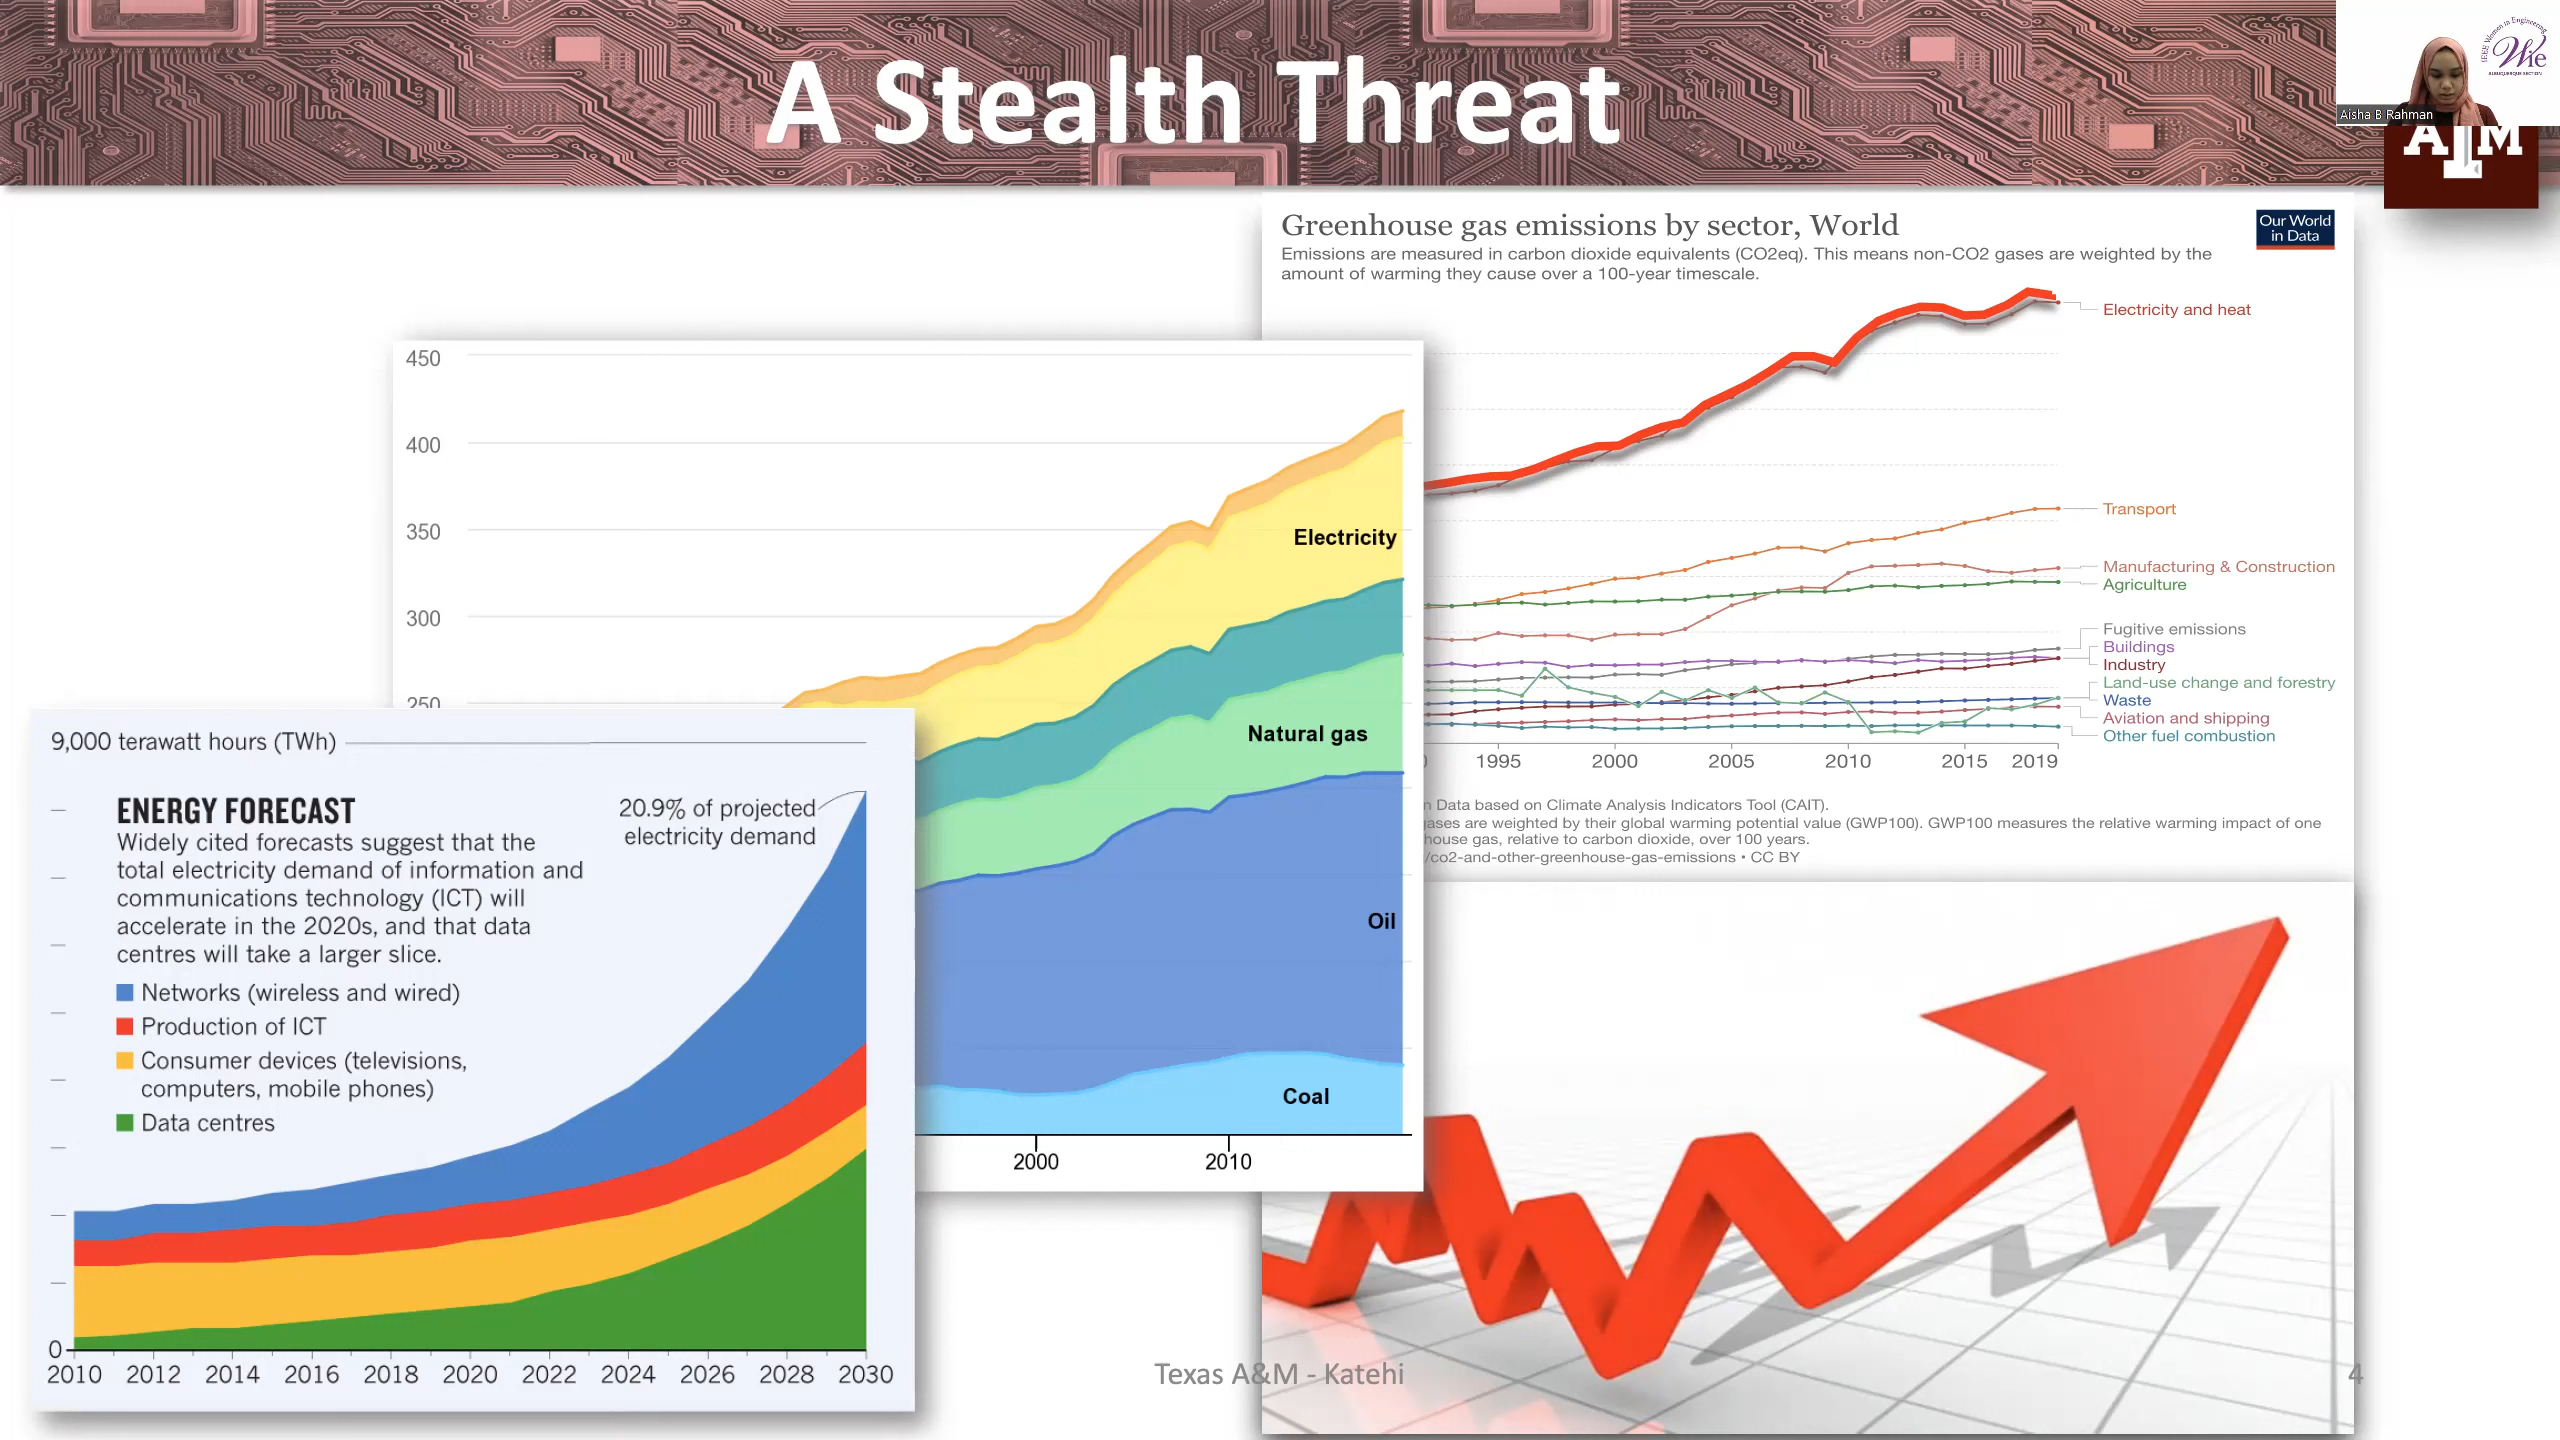 A Stealth Threat
IEEE Women in Engineering
Wie
ALBUQUERQUE SECTION
Aisha B Rahman
A|M
Greenhouse gas emissions by sector, World
Emissions are measured in carbon dioxide equivalents (CO2eq). This means non-CO2 gases are weighted by the
amount of warming they cause over a 100-year timescale.
Our World
in Data
Electricity and heat
Transport
Manufacturing & Construction
Agriculture
Fugitive emissions
Buildings
Industry
Land-use change and forestry
Waste
Aviation and shipping
Other fuel combustion
1995 2000 2005 2010 2015 2019
Data based on Climate Analysis Indicators Tool (CAIT).
are weighted by their global warming potential value (GWP100). GWP100 measures the relative warming impact of one
gas, relative to carbon dioxide, over 100 years.
/co2-and-other-greenhouse-gas-emissions • CC BY
450
400
350
300
250
Electricity
Natural gas
Oil
Coal
2000 2010
9,000 terawatt hours (TWh)
ENERGY FORECAST
Widely cited forecasts suggest that the
total electricity demand of information and
communications technology (ICT) will
accelerate in the 2020s, and that data
centres will take a larger slice.
20.9% of projected
electricity demand
Networks (wireless and wired)
Production of ICT
Consumer devices (televisions,
computers, mobile phones)
Data centres
0
2010 2012 2014 2016 2018 2020 2022 2024 2026 2028 2030
Texas A&M - Katehi
4